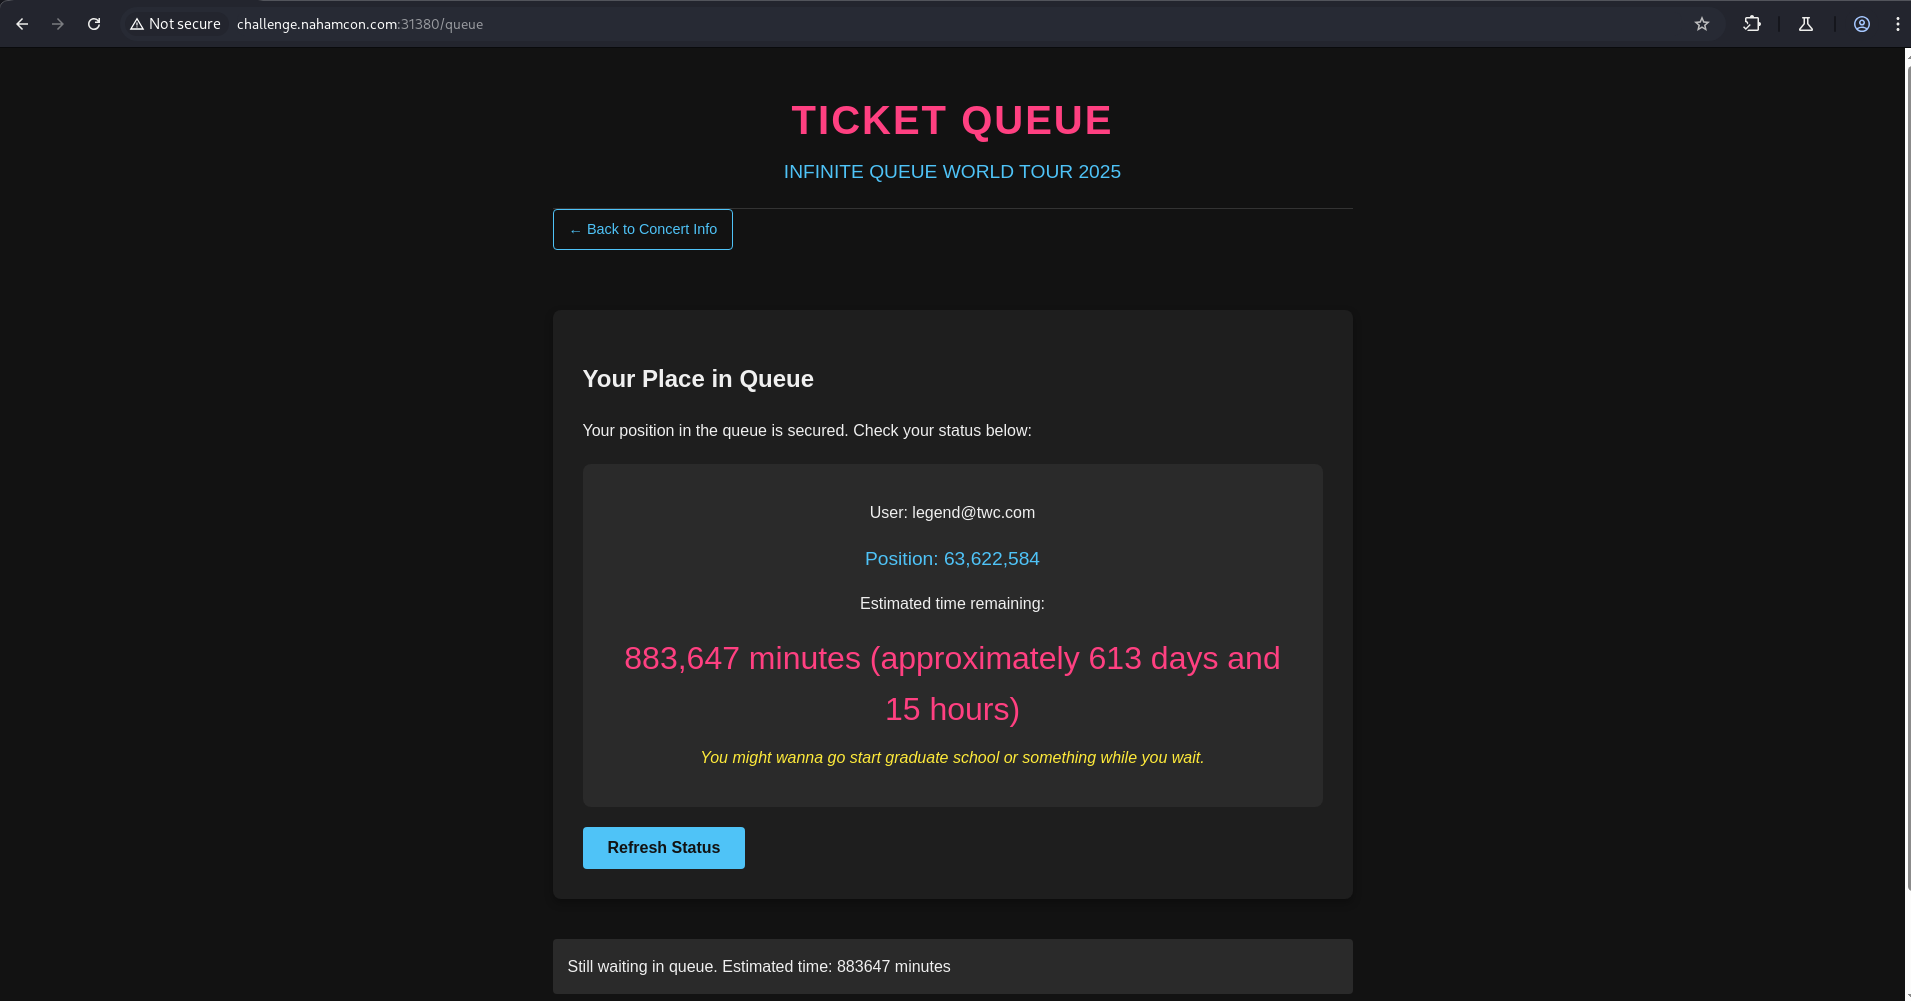 Not secure challenge.nahamcon.com:31380/queue
TICKET QUEUE
INFINITE QUEUE WORLD TOUR 2025
← Back to Concert Info
Your Place in Queue
Your position in the queue is secured. Check your status below:
User: legend@twc.com
Position: 63,622,584
Estimated time remaining:
883,647 minutes (approximately 613 days and
15 hours)
You might wanna go start graduate school or something while you wait.
Refresh Status
Still waiting in queue. Estimated time: 883647 minutes